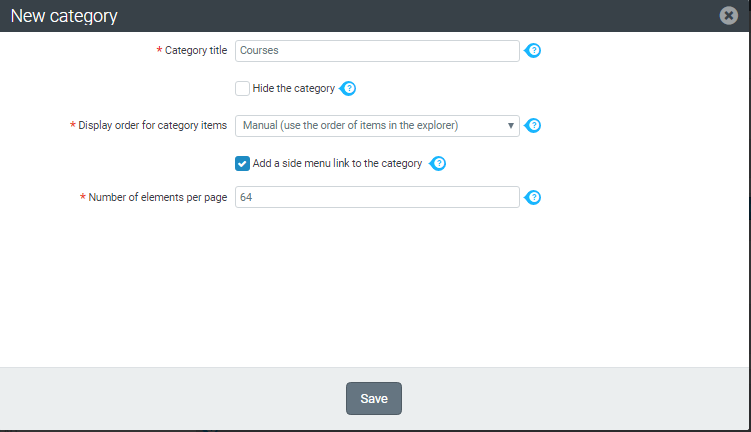 New category
* Category title Courses
Hide the category
* Display order for category items Manual (use the order of items in the explorer)
Add a side menu link to the category
* Number of elements per page 64
Save